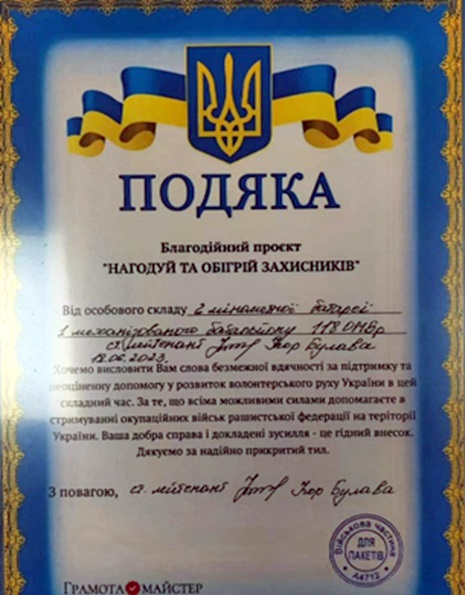 ПОДЯКА
Благодійний проєкт
"НАГОДУЙ ТА ОБІГРІЙ ЗАХИСНИКІВ"
Від особового складу 2 мінометної батареї
1 механізованого батальйону 118 ОМБр
ст. лейтенант Ігор Булава
18.06.2023.
Хочемо висловити Вам слова безмежної вдячності за підтримку та
неоціненну допомогу у розвиток волонтерського руху України в цей
складний час. За те, що всіма можливими силами допомагаєте в
стримуванні окупаційних військ рашистської федерації на теріторії
України. Ваша добра справа і докладені зусилля - це гідний внесок.
Дякуємо за надійно прикритий тил.
З повагою, ст. лейтенант Ігор Булава
Військова частина
ДЛЯ
ПАКЕТІВ
А4712
ГРАМОТА МАЙСТЕР